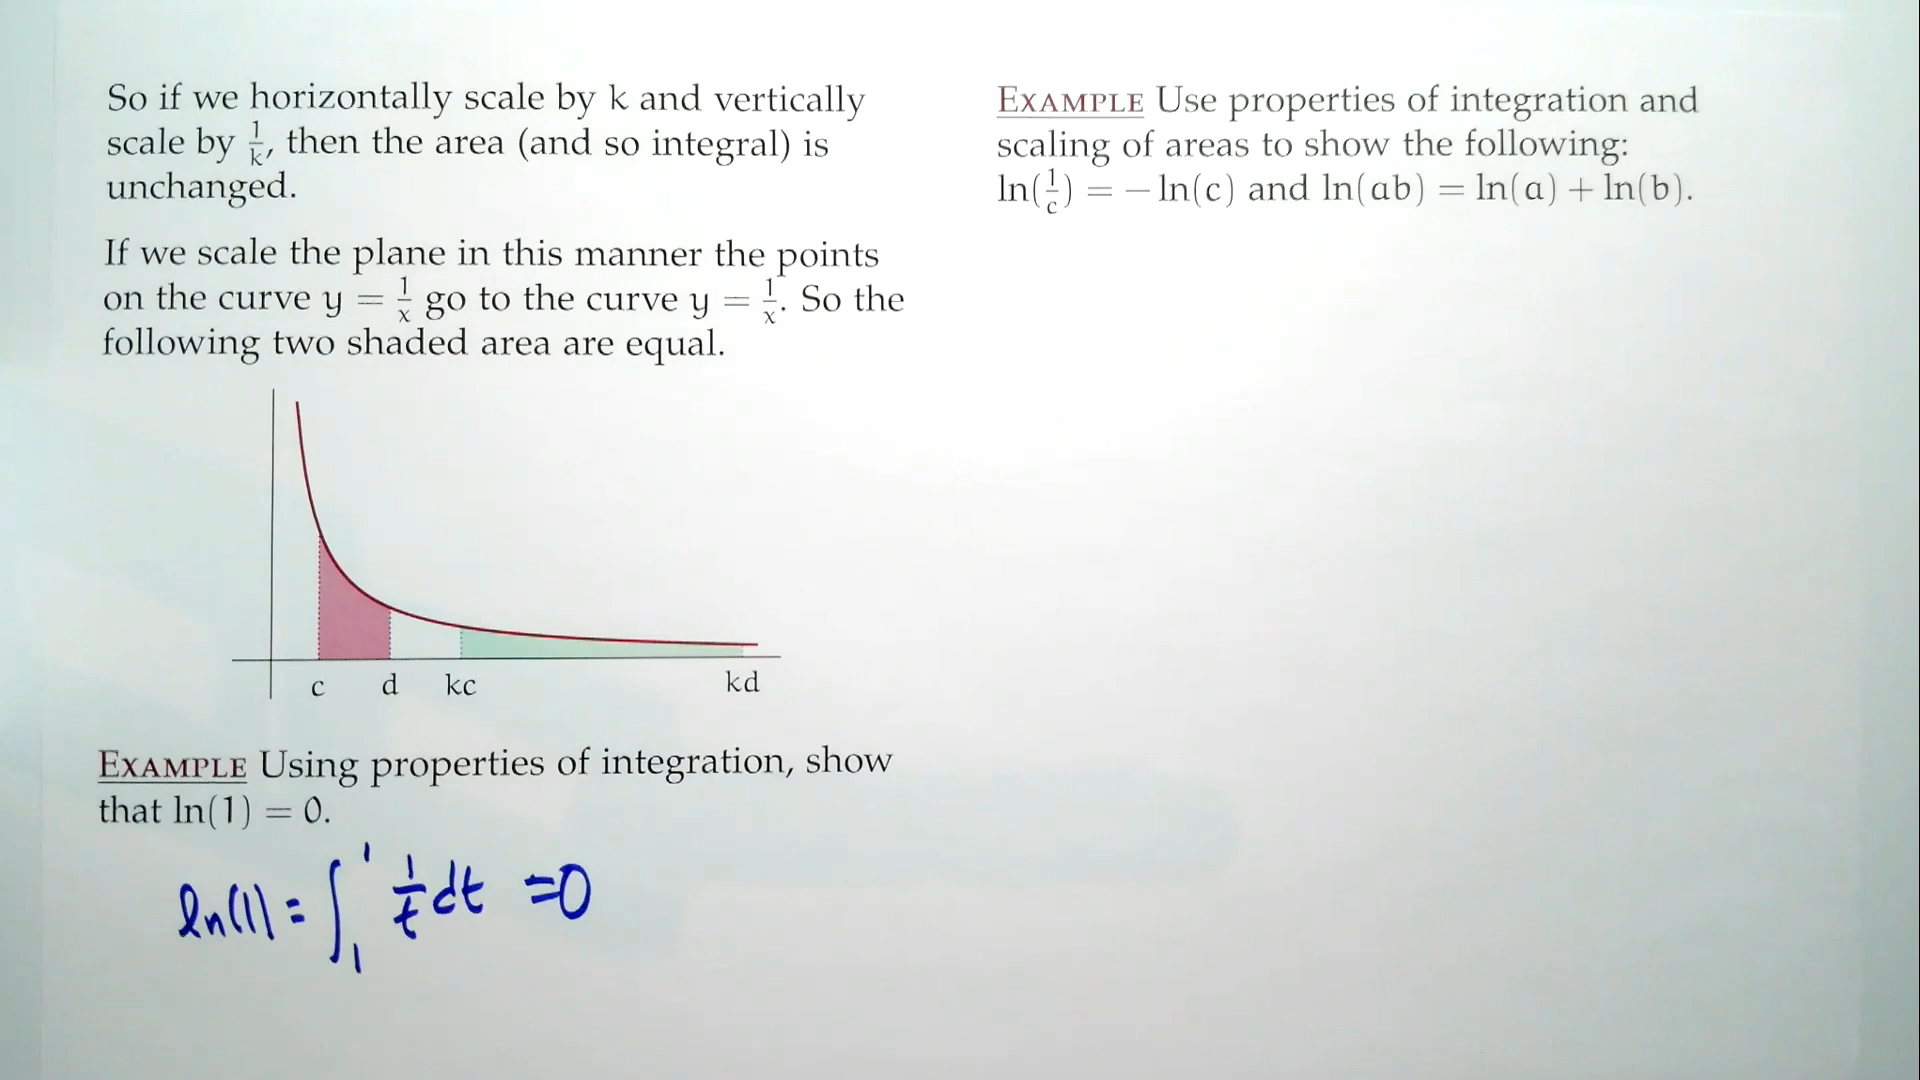 So if we horizontally scale by k and vertically
scale by 1/k, then the area (and so integral) is
unchanged.
If we scale the plane in this manner the points
on the curve y = 1/x go to the curve y = 1/x. So the
following two shaded area are equal.
c d kc kd
EXAMPLE Using properties of integration, show
that ln(1) = 0.
ln(1) = ∫₁¹ 1/t dt = 0
EXAMPLE Use properties of integration and
scaling of areas to show the following:
ln(1/c) = − ln(c) and ln(ab) = ln(a) + ln(b).